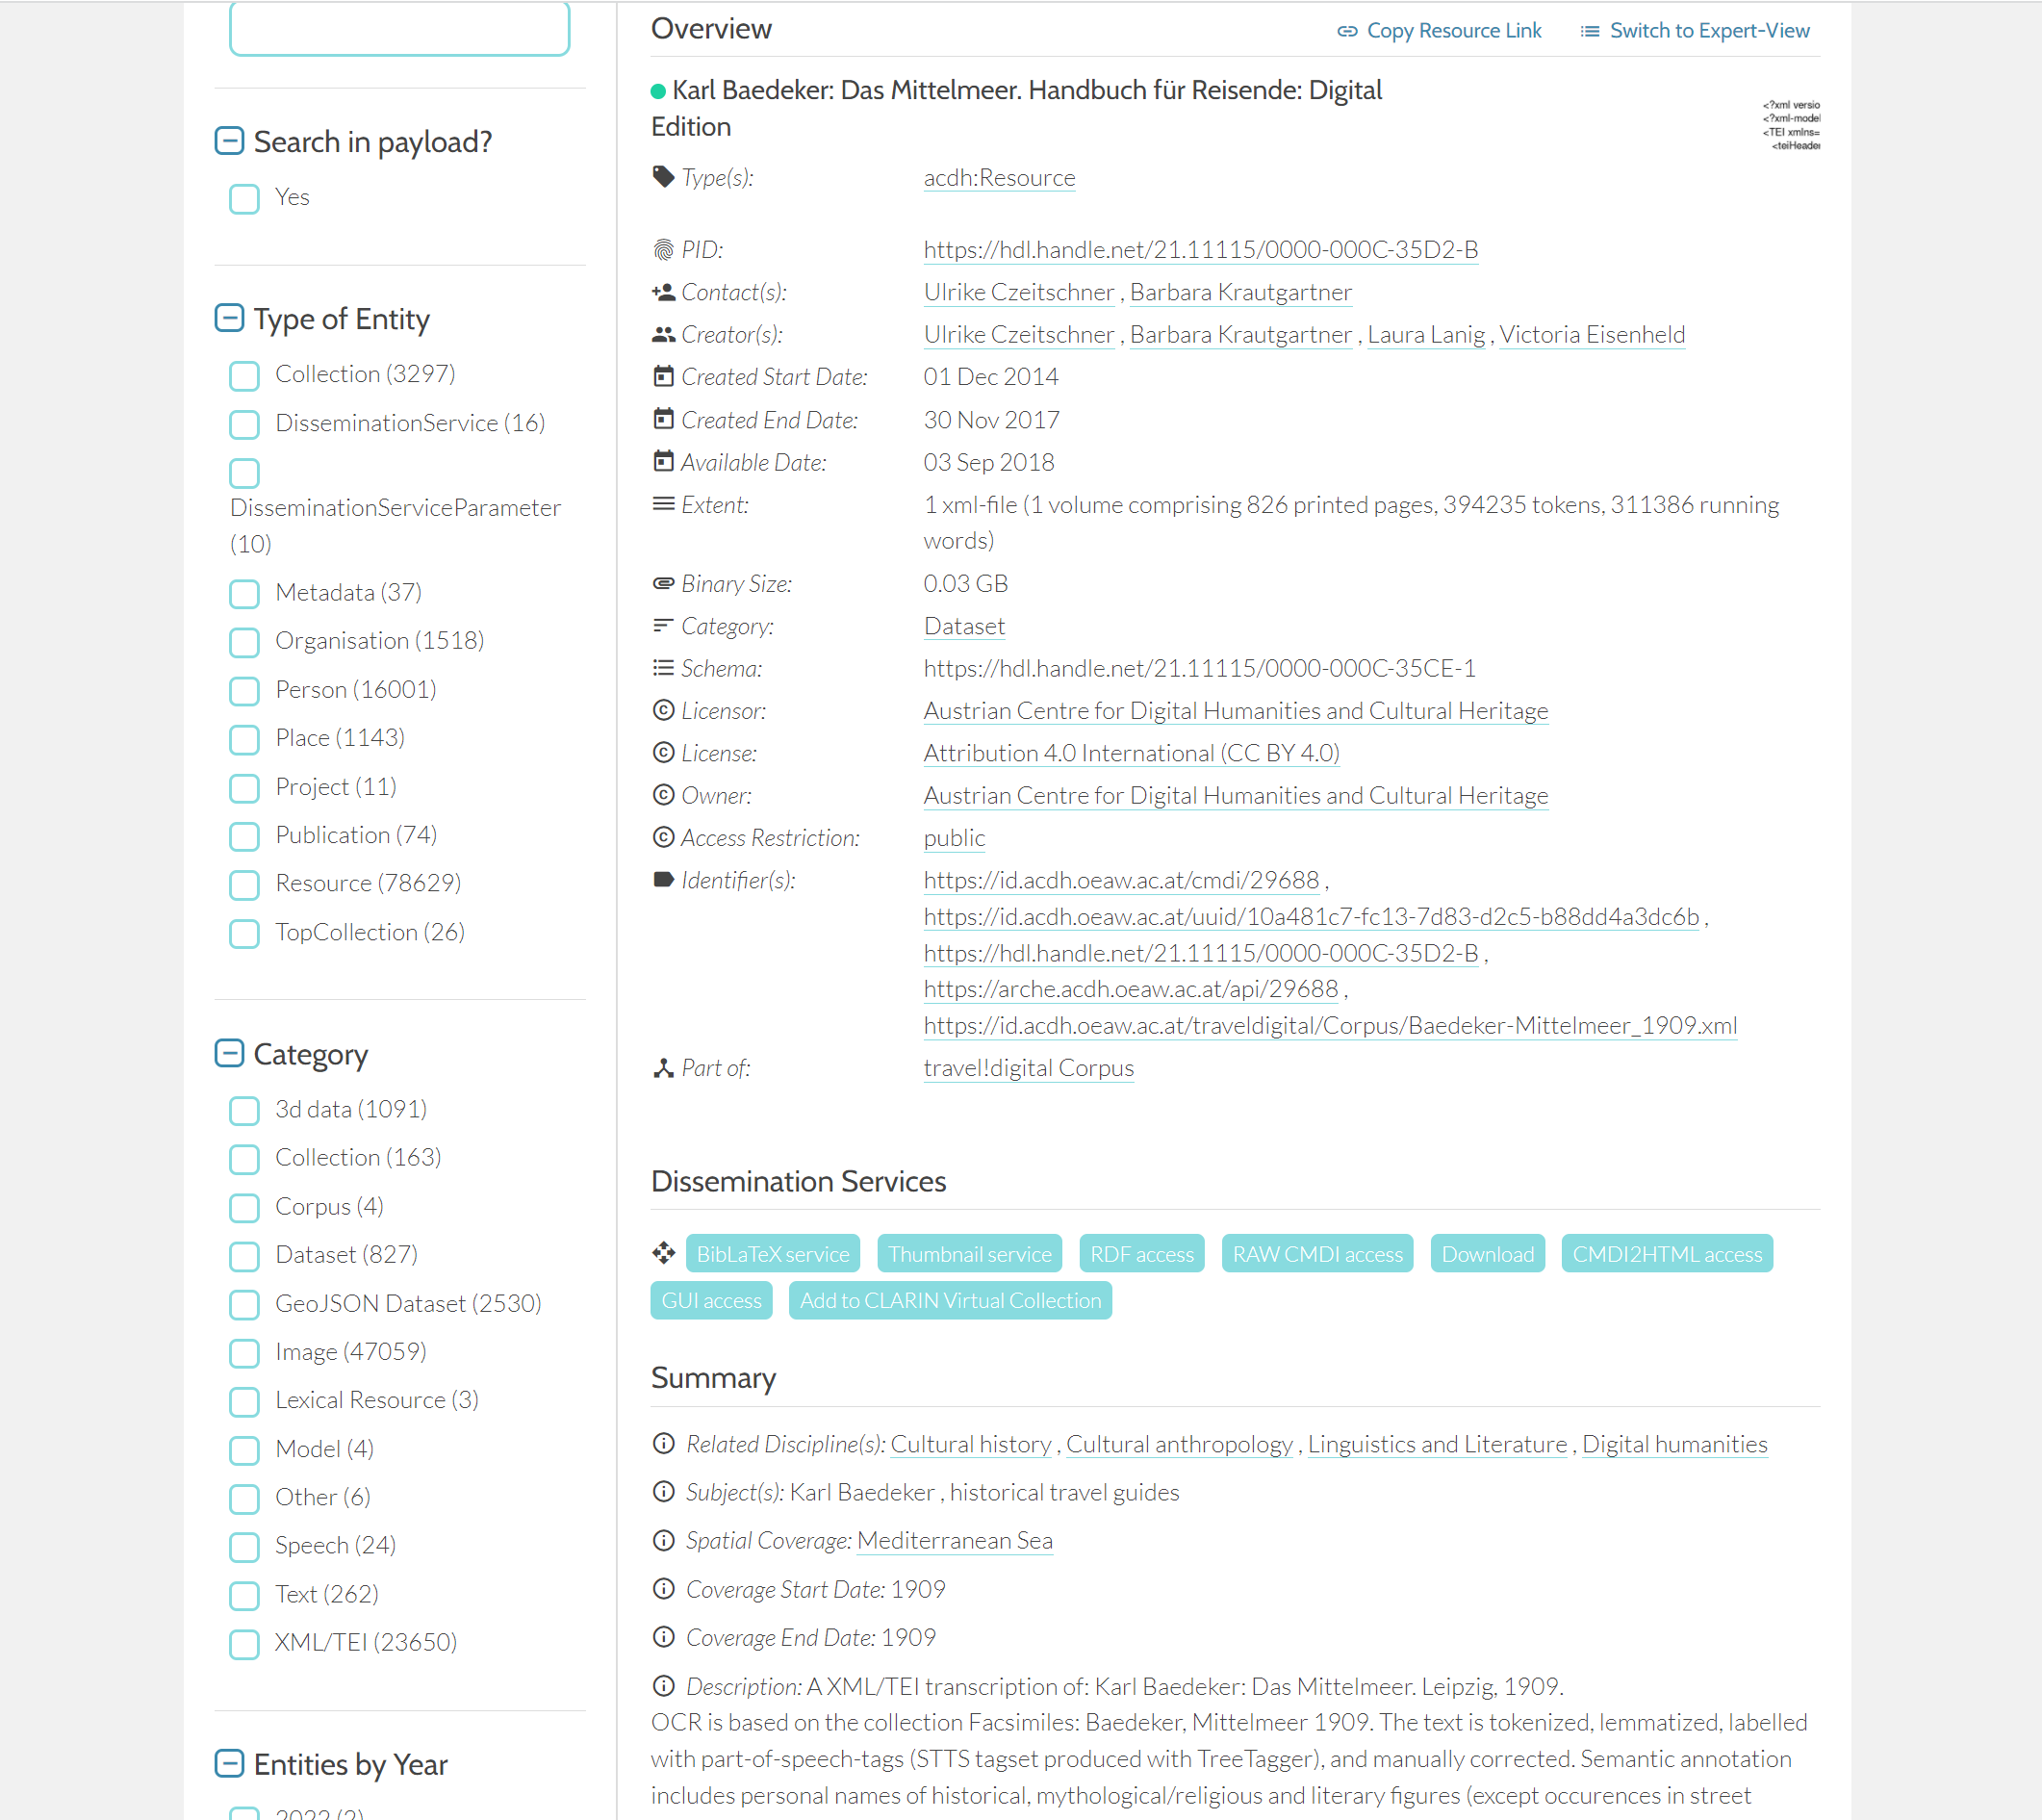 Search in payload?
Yes
Type of Entity
Collection (3297)
DisseminationService (16)
DisseminationServiceParameter
(10)
Metadata (37)
Organisation (1518)
Person (16001)
Place (1143)
Project (11)
Publication (74)
Resource (78629)
TopCollection (26)
Category
3d data (1091)
Collection (163)
Corpus (4)
Dataset (827)
GeoJSON Dataset (2530)
Image (47059)
Lexical Resource (3)
Model (4)
Other (6)
Speech (24)
Text (262)
XML/TEI (23650)
Entities by Year
2022 (2)
Overview
Copy Resource Link
Switch to Expert-View
Karl Baedeker: Das Mittelmeer. Handbuch für Reisende: Digital
Edition
<?xml versio
<?xml-model
<TEI xmlns=
<teiHeader
Type(s): acdh:Resource
PID: https://hdl.handle.net/21.11115/0000-000C-35D2-B
Contact(s): Ulrike Czeitschner , Barbara Krautgartner
Creator(s): Ulrike Czeitschner , Barbara Krautgartner , Laura Lanig , Victoria Eisenheld
Created Start Date: 01 Dec 2014
Created End Date: 30 Nov 2017
Available Date: 03 Sep 2018
Extent: 1 xml-file (1 volume comprising 826 printed pages, 394235 tokens, 311386 running
words)
Binary Size: 0.03 GB
Category: Dataset
Schema: https://hdl.handle.net/21.11115/0000-000C-35CE-1
Licensor: Austrian Centre for Digital Humanities and Cultural Heritage
License: Attribution 4.0 International (CC BY 4.0)
Owner: Austrian Centre for Digital Humanities and Cultural Heritage
Access Restriction: public
Identifier(s): https://id.acdh.oeaw.ac.at/cmdi/29688 ,
https://id.acdh.oeaw.ac.at/uuid/10a481c7-fc13-7d83-d2c5-b88dd4a3dc6b ,
https://hdl.handle.net/21.11115/0000-000C-35D2-B ,
https://arche.acdh.oeaw.ac.at/api/29688 ,
https://id.acdh.oeaw.ac.at/traveldigital/Corpus/Baedeker-Mittelmeer_1909.xml
Part of: travel!digital Corpus
Dissemination Services
BibLaTeX service Thumbnail service RDF access RAW CMDI access Download CMDI2HTML access
GUI access Add to CLARIN Virtual Collection
Summary
Related Discipline(s): Cultural history , Cultural anthropology , Linguistics and Literature , Digital humanities
Subject(s): Karl Baedeker , historical travel guides
Spatial Coverage: Mediterranean Sea
Coverage Start Date: 1909
Coverage End Date: 1909
Description: A XML/TEI transcription of: Karl Baedeker: Das Mittelmeer. Leipzig, 1909.
OCR is based on the collection Facsimiles: Baedeker, Mittelmeer 1909. The text is tokenized, lemmatized, labelled
with part-of-speech-tags (STTS tagset produced with TreeTagger), and manually corrected. Semantic annotation
includes personal names of historical, mythological/religious and literary figures (except occurences in street